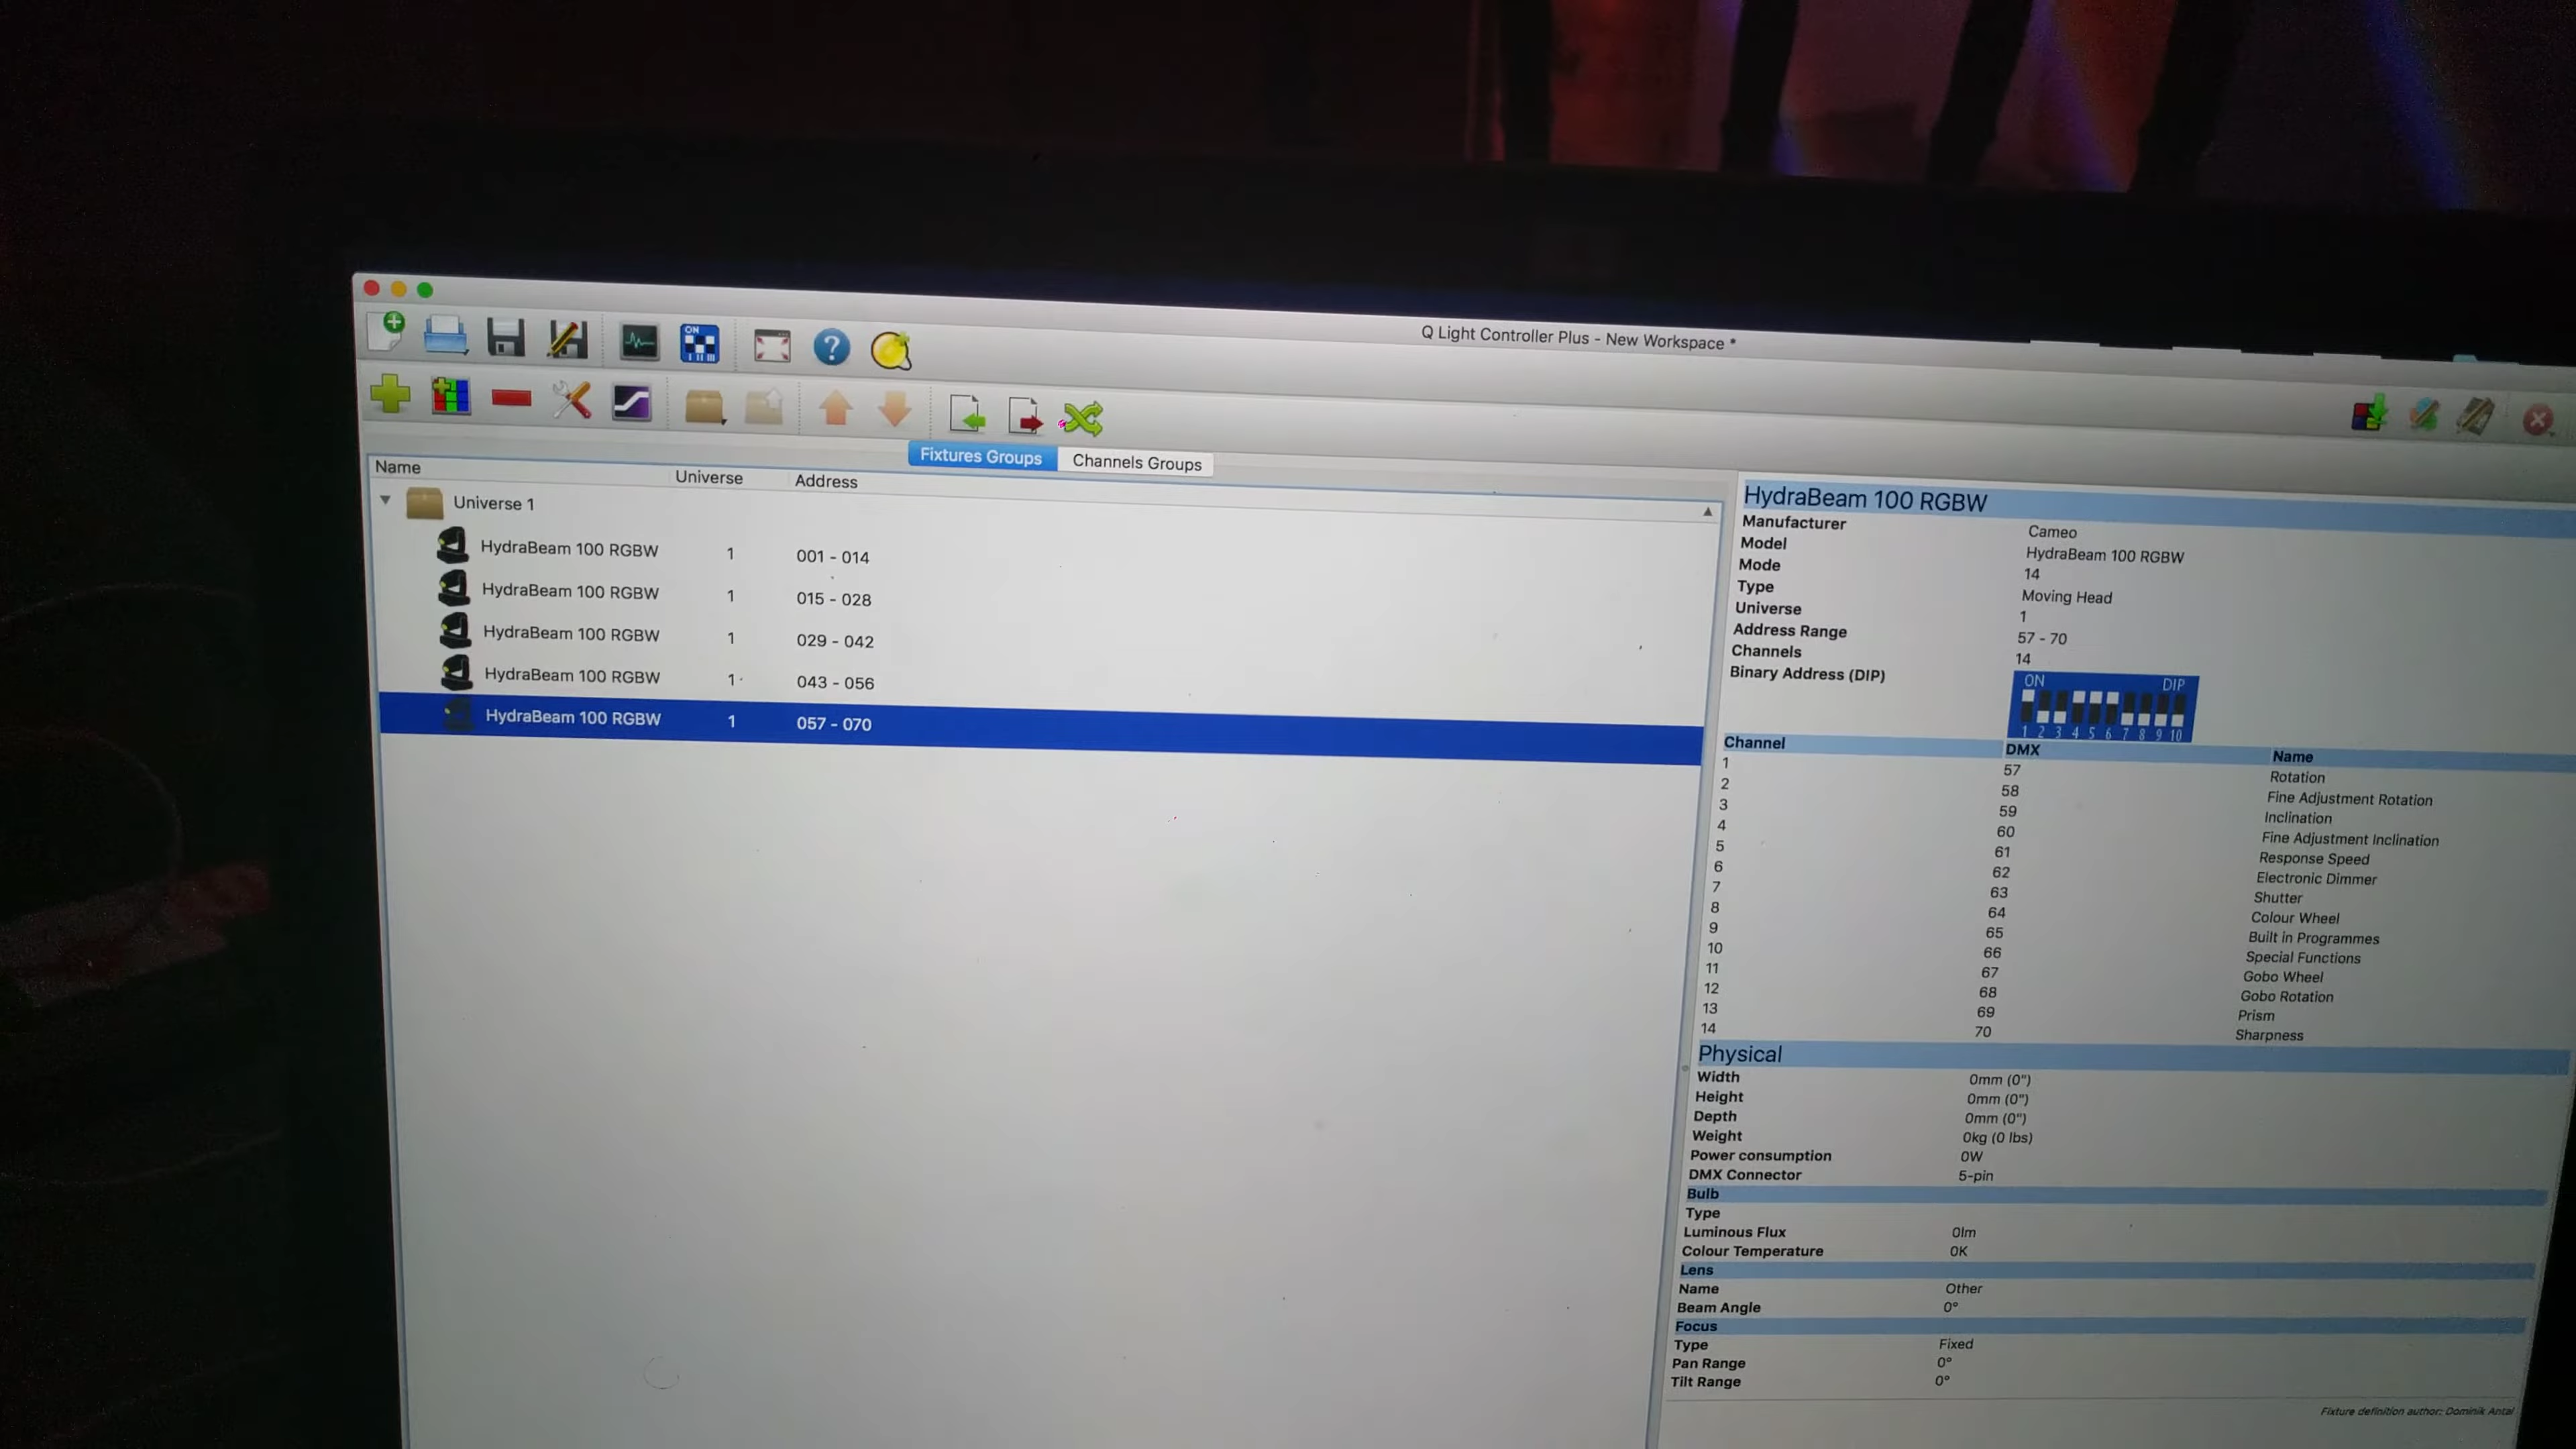 Q Light Controller Plus - New Workspace *
ON
?
Fixtures Groups Channels Groups
Name Universe Address
Universe 1
HydraBeam 100 RGBW 1 001 - 014
HydraBeam 100 RGBW 1 015 - 028
HydraBeam 100 RGBW 1 029 - 042
HydraBeam 100 RGBW 1 043 - 056
HydraBeam 100 RGBW 1 057 - 070
HydraBeam 100 RGBW
Manufacturer Cameo
Model HydraBeam 100 RGBW
Mode 14
Type Moving Head
Universe 1
Address Range 57 - 70
Channels 14
Binary Address (DIP)
ON DIP
1 2 3 4 5 6 7 8 9 10
Channel DMX Name
1 57 Rotation
2 58 Fine Adjustment Rotation
3 59 Inclination
4 60 Fine Adjustment Inclination
5 61 Response Speed
6 62 Electronic Dimmer
7 63 Shutter
8 64 Colour Wheel
9 65 Built in Programmes
10 66 Special Functions
11 67 Gobo Wheel
12 68 Gobo Rotation
13 69 Prism
14 70 Sharpness
Physical
Width 0mm (0")
Height 0mm (0")
Depth 0mm (0")
Weight 0kg (0 lbs)
Power consumption 0W
DMX Connector 5-pin
Bulb
Type
Luminous Flux 0lm
Colour Temperature 0K
Lens
Name Other
Beam Angle 0°
Focus
Type Fixed
Pan Range 0°
Tilt Range 0°
Fixture definition author: Dominik Antal